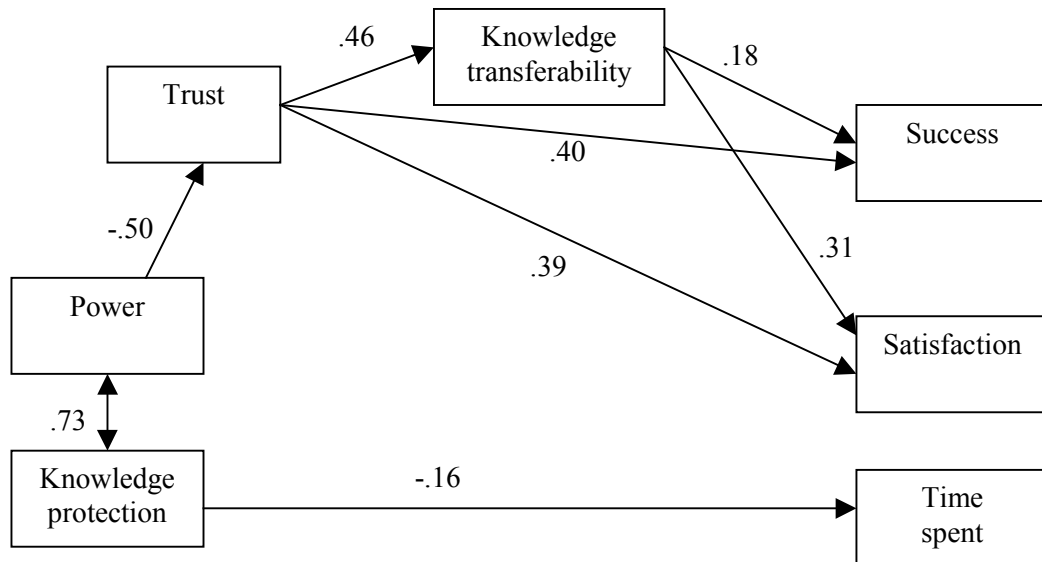 .46
Knowledge
transferability
.18
Trust
Success
.40
-.50
.39
.31
Power
Satisfaction
.73
Knowledge
protection
-.16
Time
spent